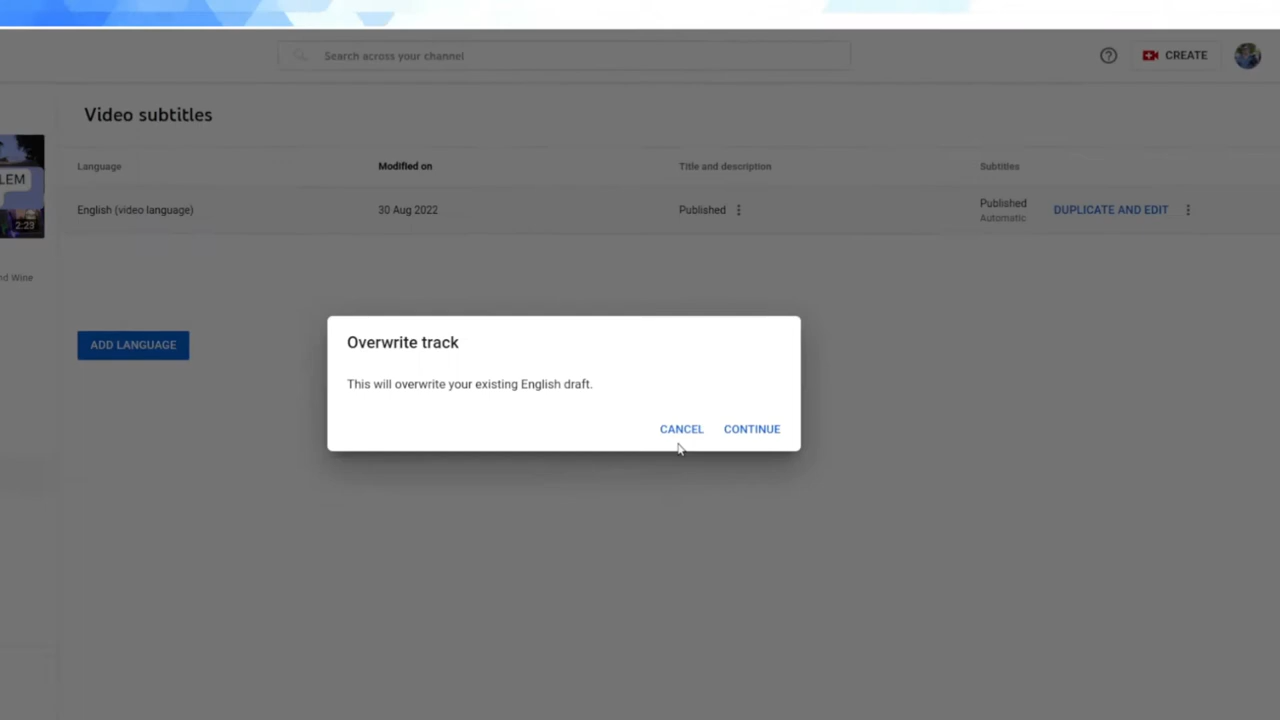 Search across your channel
CREATE
Video subtitles
Language
Modified on
Title and description
Subtitles
LEM
2:23
English (video language)
30 Aug 2022
Published
Published
Automatic
DUPLICATE AND EDIT
nd Wine
ADD LANGUAGE
Overwrite track
This will overwrite your existing English draft.
CANCEL
CONTINUE